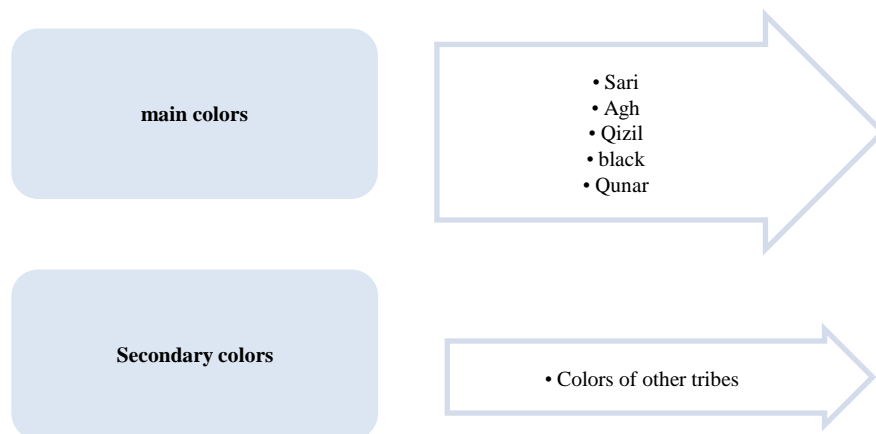 main colors
• Sari
• Agh
• Qizil
• black
• Qunar
Secondary colors
• Colors of other tribes